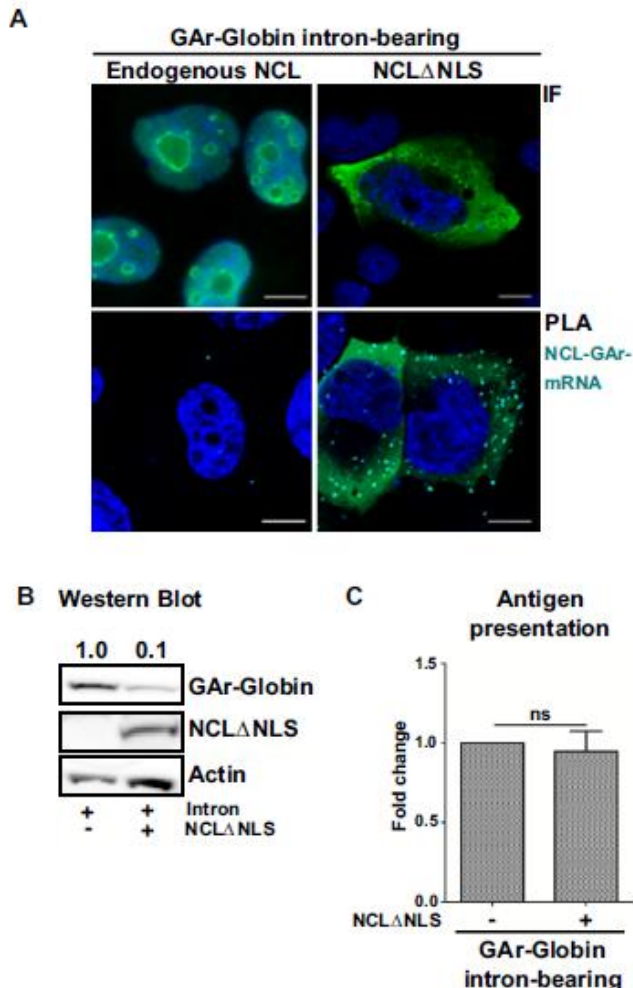 A
GAr-Globin intron-bearing
Endogenous NCL
NCLΔNLS
IF
PLA
NCL-GAr-
mRNA
B Western Blot
1.0 0.1
GAr-Globin
NCLΔNLS
Actin
+ + Intron
- + NCLΔNLS
C
Antigen
presentation
Fold change
1.5
1.0
0.5
0.0
ns
NCLΔNLS - +
GAr-Globin
intron-bearing